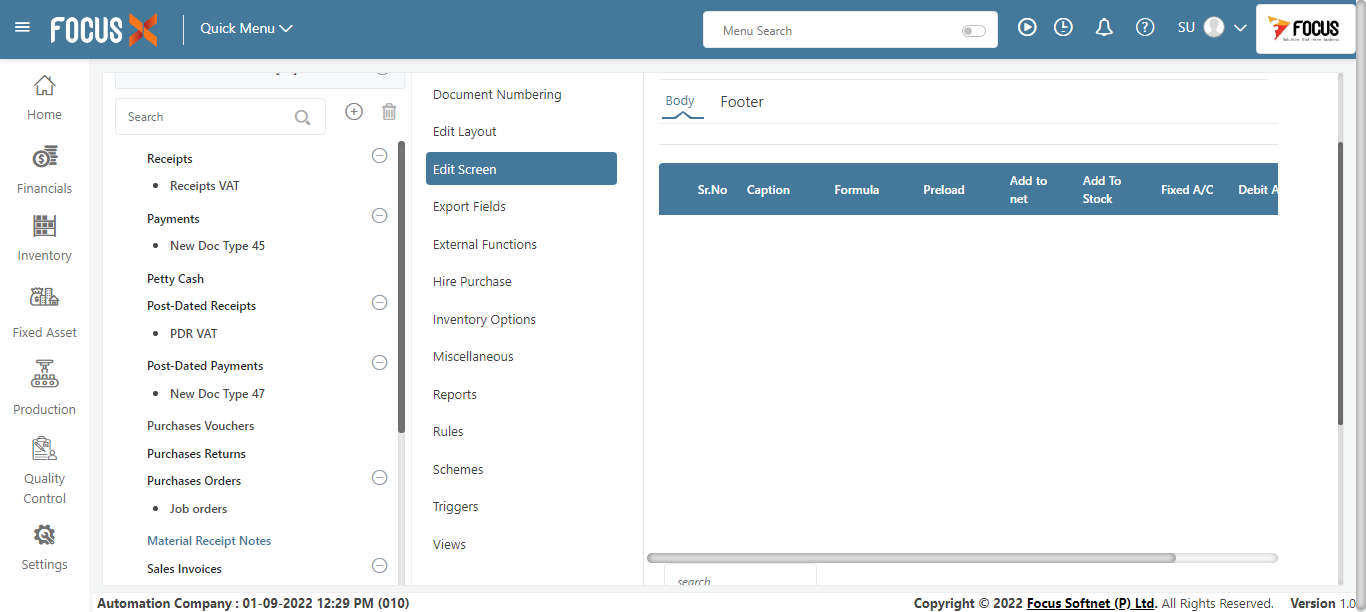 FOCUS X
Quick Menu
Menu Search
SU
FOCUS
Home
Financials
Inventory
Fixed Asset
Production
Quality
Control
Settings
Search
Receipts
Receipts VAT
Payments
New Doc Type 45
Petty Cash
Post-Dated Receipts
PDR VAT
Post-Dated Payments
New Doc Type 47
Purchases Vouchers
Purchases Returns
Purchases Orders
Job orders
Material Receipt Notes
Sales Invoices
Document Numbering
Edit Layout
Edit Screen
Export Fields
External Functions
Hire Purchase
Inventory Options
Miscellaneous
Reports
Rules
Schemes
Triggers
Views
Body Footer
Sr.No Caption Formula Preload Add to net Add To Stock Fixed A/C Debit A
search
Automation Company : 01-09-2022 12:29 PM (010)
Copyright © 2022 Focus Softnet (P) Ltd. All Rights Reserved. Version 1.0